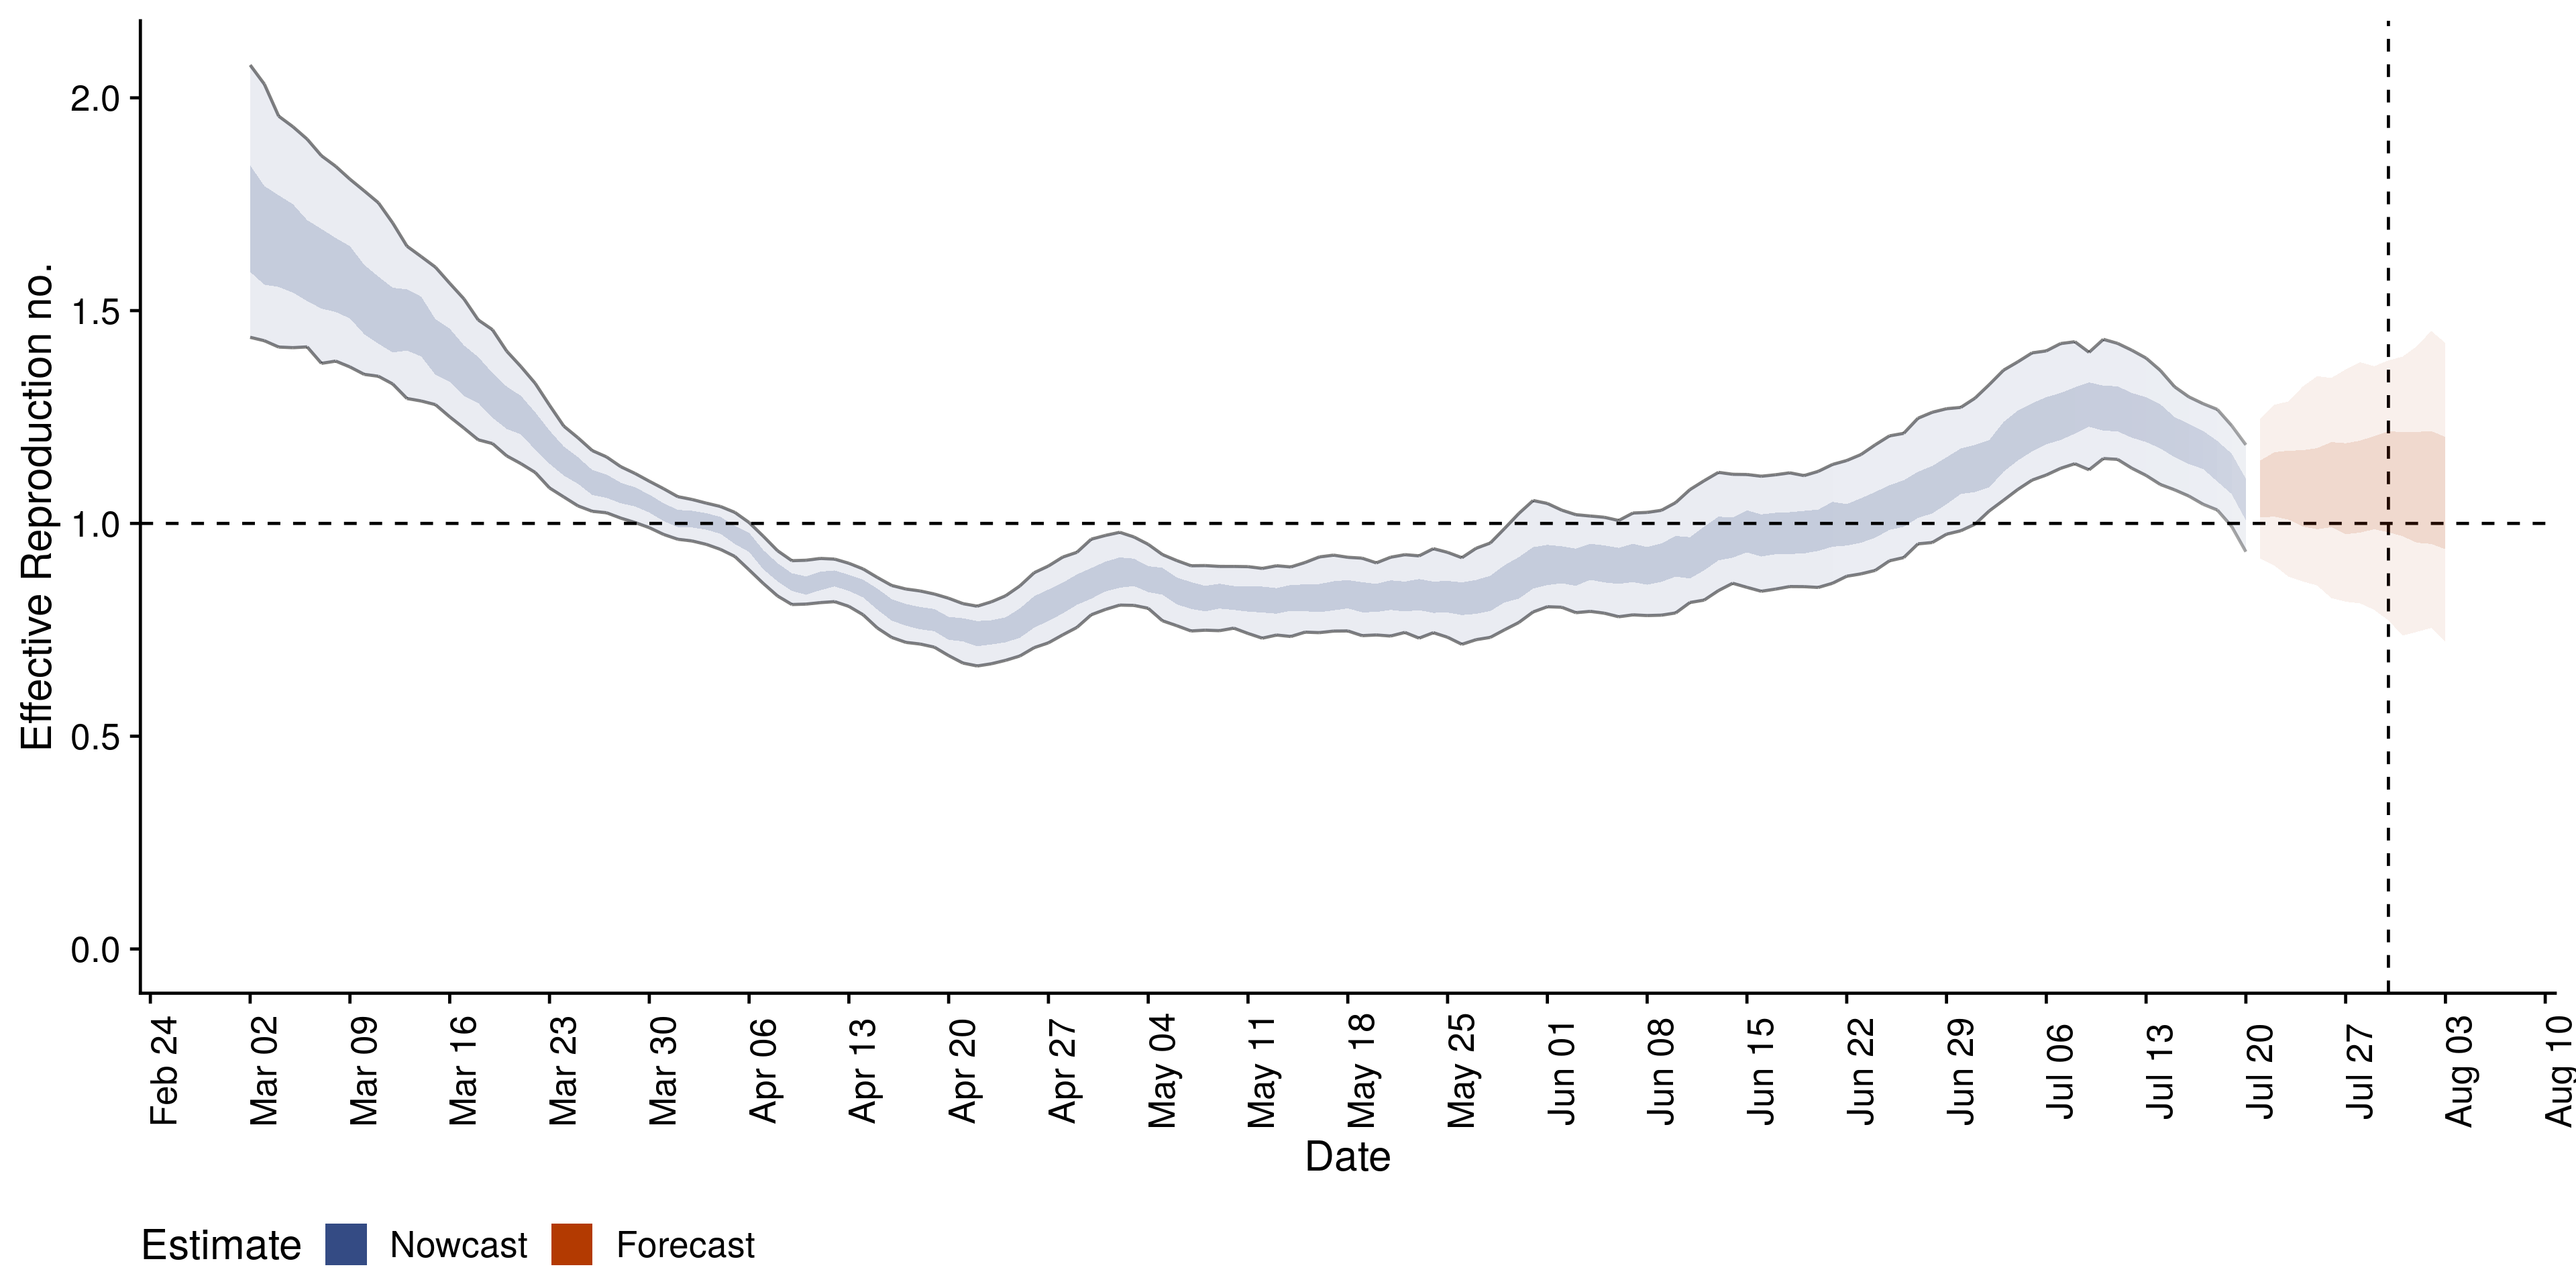 Effective Reproduction no.
2.0
1.5
1.0
0.5
0.0
Feb 24
Mar 02
Mar 09
Mar 16
Mar 23
Mar 30
Apr 06
Apr 13
Apr 20
Apr 27
May 04
May 11
May 18
May 25
Jun 01
Jun 08
Jun 15
Jun 22
Jun 29
Jul 06
Jul 13
Jul 20
Jul 27
Aug 03
Aug 10
Date
Estimate Nowcast Forecast